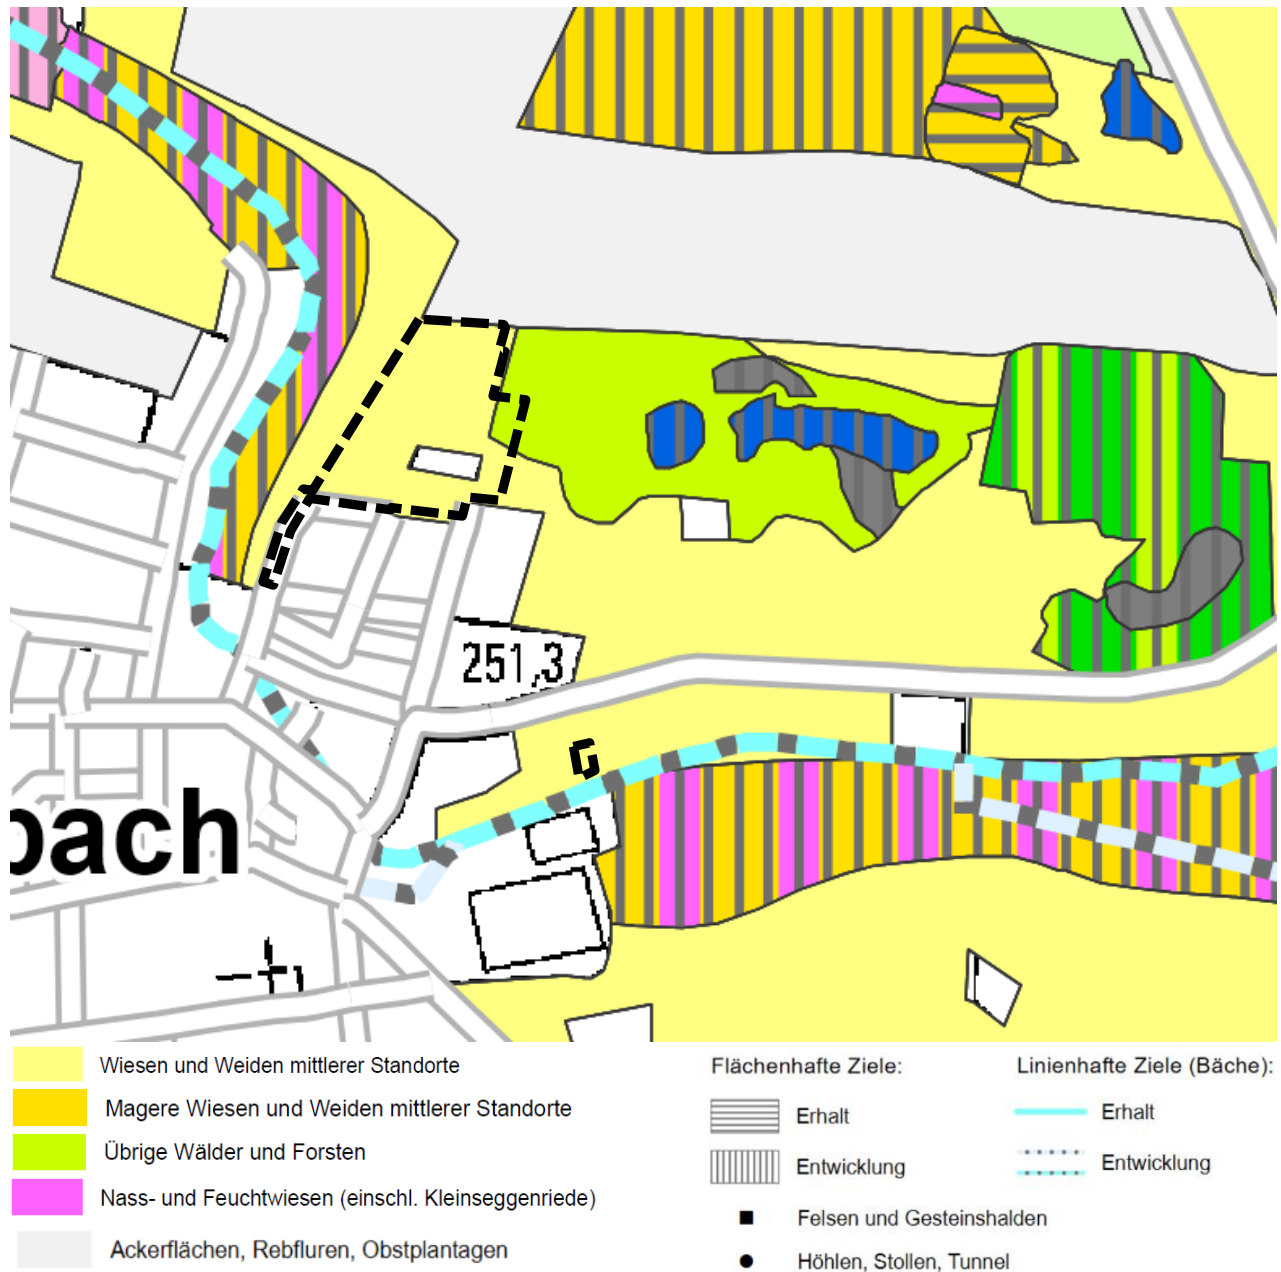 251,3
bach
Wiesen und Weiden mittlerer Standorte
Magere Wiesen und Weiden mittlerer Standorte
Übrige Wälder und Forsten
Nass- und Feuchtwiesen (einschl. Kleinseggenriede)
Ackerflächen, Rebfluren, Obstplantagen
Flächenhafte Ziele:
Erhalt
Entwicklung
Felsen und Gesteinshalden
Höhlen, Stollen, Tunnel
Linienhafte Ziele (Bäche):
Erhalt
Entwicklung